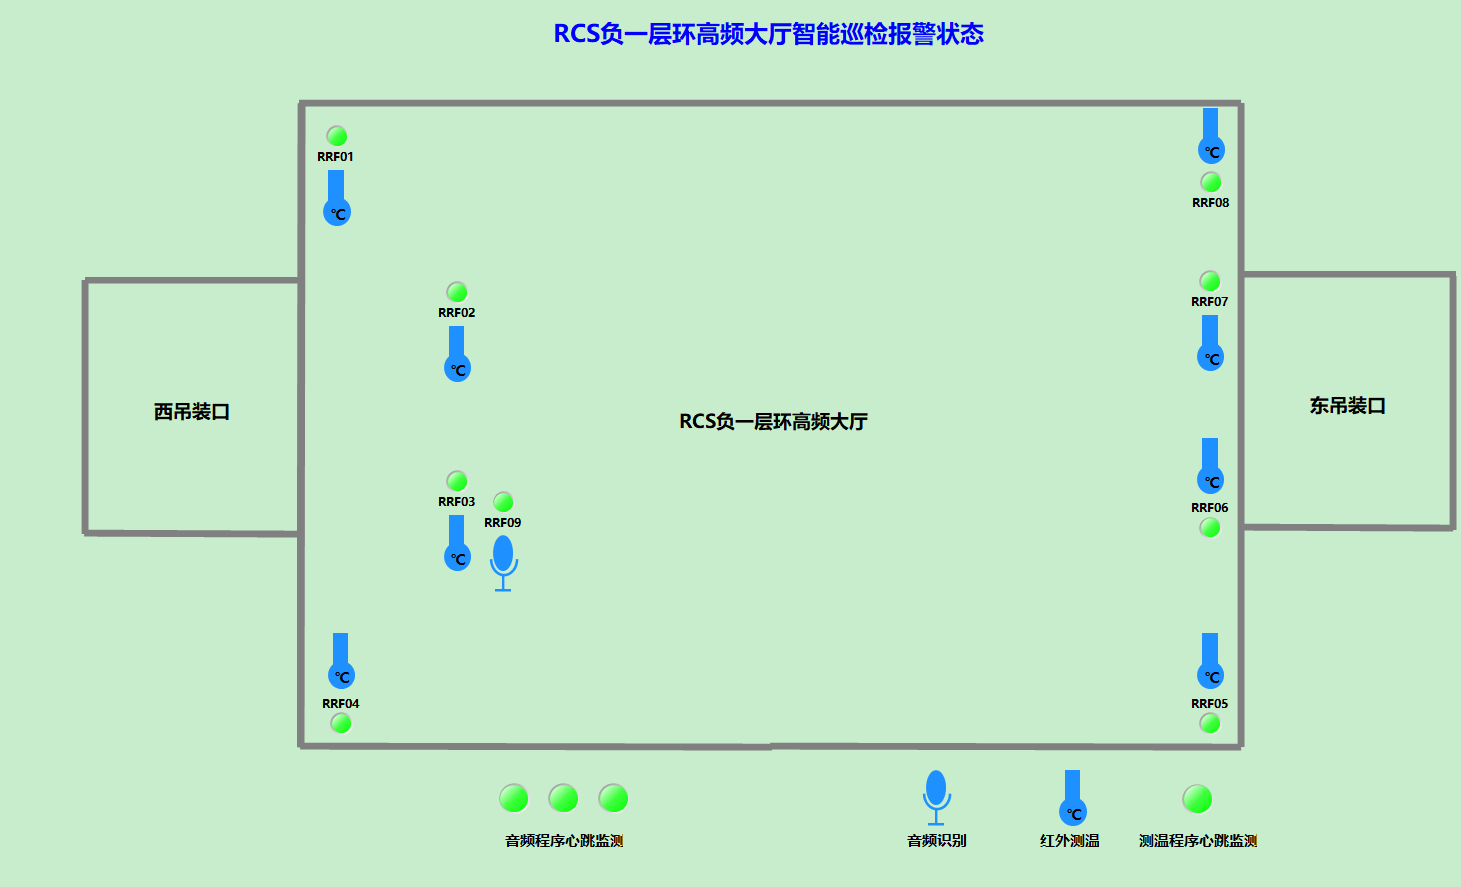 RCS负一层环高频大厅智能巡检报警状态
RRF01
℃
℃
RRF08
RRF02
℃
RRF07
℃
西吊装口
RCS负一层环高频大厅
东吊装口
RRF03
℃
RRF09
℃
RRF06
℃
RRF04
℃
RRF05
音频程序心跳监测
音频识别
℃
红外测温
测温程序心跳监测